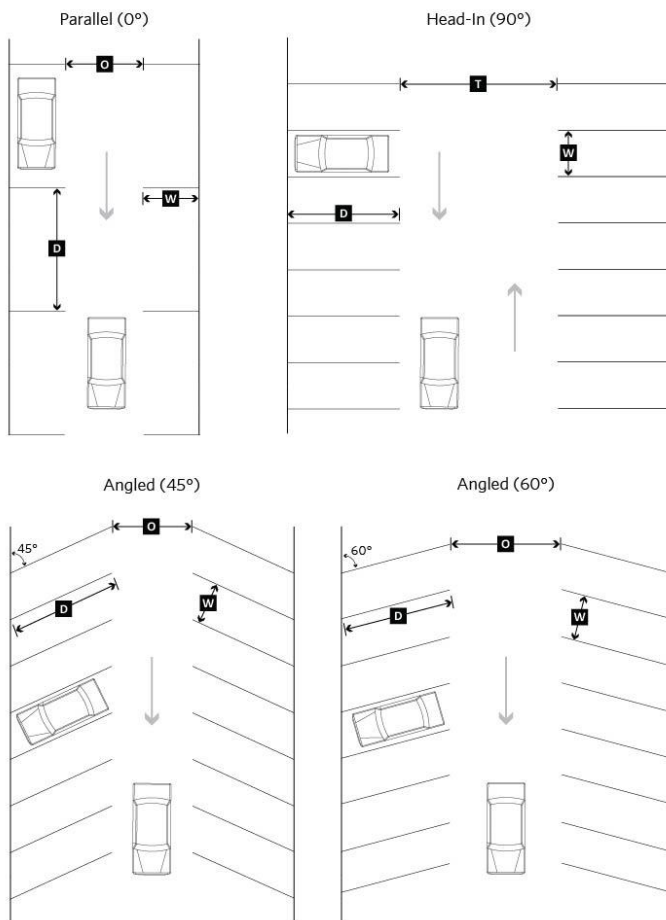 Parallel (0°)
Head-In (90°)
O
T
W
W
D
D
Angled (45°)
Angled (60°)
O
O
45°
60°
D
W
D
W